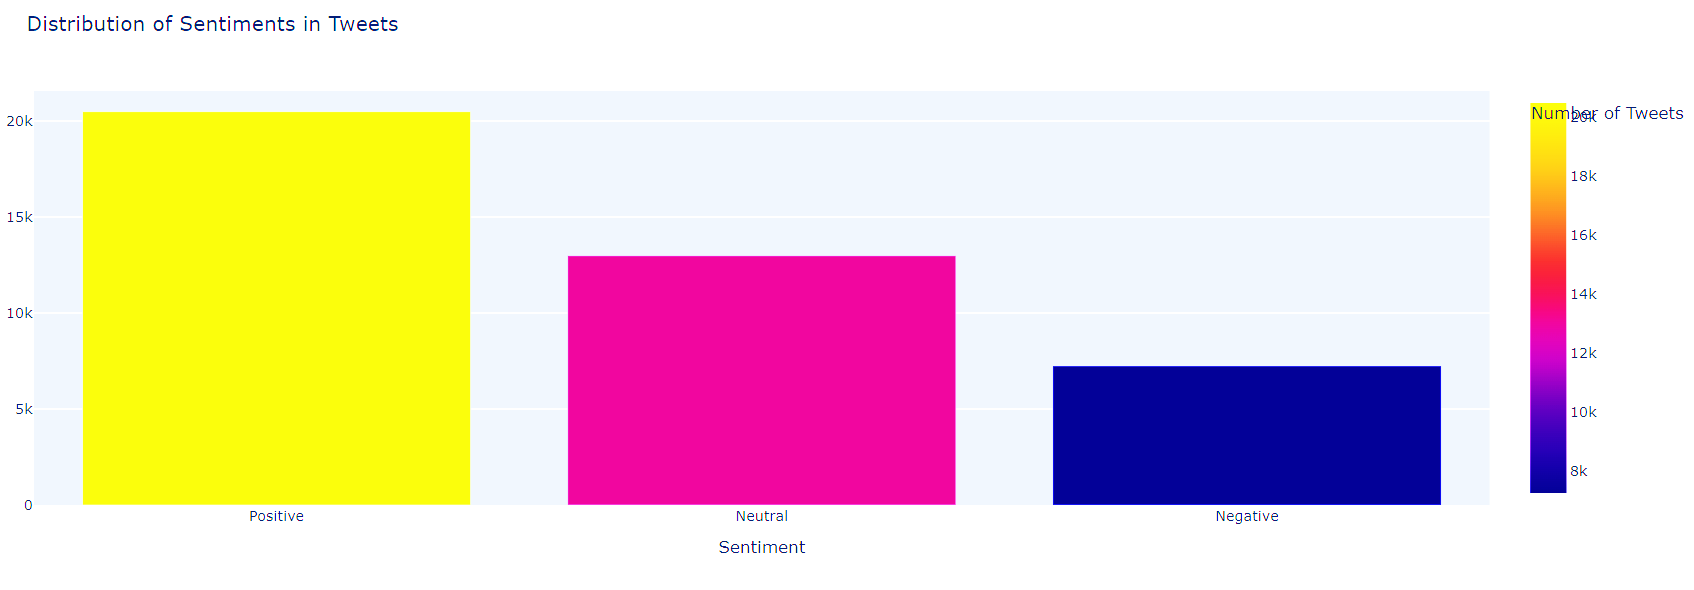 Distribution of Sentiments in Tweets
20k
15k
10k
5k
0
Positive
Neutral
Negative
Sentiment
Number of Tweets
20k
18k
16k
14k
12k
10k
8k